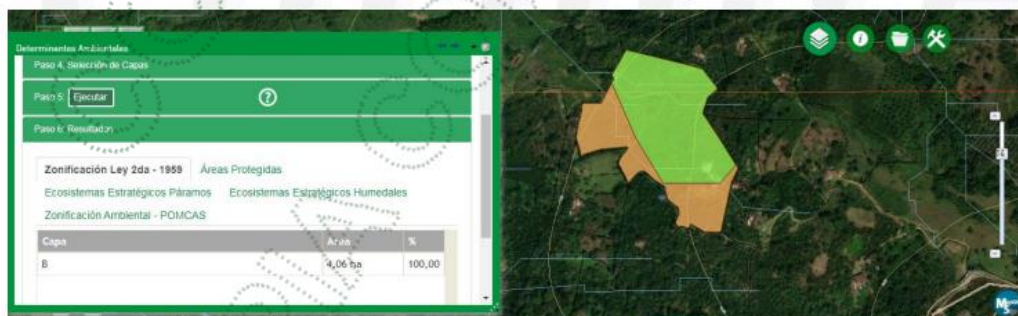 Determinantes Ambientales
Paso 4: Selección de Capas
Paso 5: Ejecutar ?
Paso 6: Resultados
Zonificación Ley 2da - 1959 Áreas Protegidas
Ecosistemas Estratégicos Páramos Ecosistemas Estratégicos Humedales
Zonificación Ambiental - POMCAS
Capa Area %
B 4,06 ha 100,00